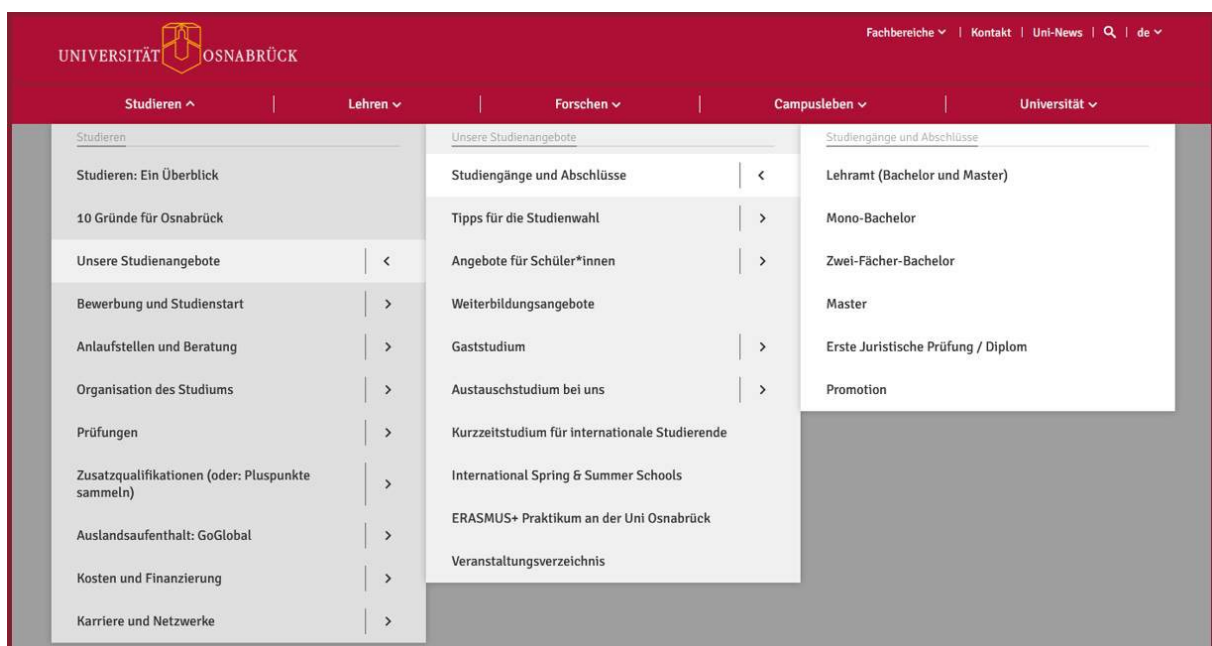 Fachbereiche | Kontakt | Uni-News | | de
UNIVERSITÄT OSNABRÜCK
Studieren | Lehren | Forschen | Campusleben | Universität
Studieren
Studieren: Ein Überblick
10 Gründe für Osnabrück
Unsere Studienangebote
Bewerbung und Studienstart
Anlaufstellen und Beratung
Organisation des Studiums
Prüfungen
Zusatzqualifikationen (oder: Pluspunkte
sammeln)
Auslandsaufenthalt: GoGlobal
Kosten und Finanzierung
Karriere und Netzwerke
Unsere Studienangebote
Studiengänge und Abschlüsse
Tipps für die Studienwahl
Angebote für Schüler*innen
Weiterbildungsangebote
Gaststudium
Austauschstudium bei uns
Kurzzeitstudium für internationale Studierende
International Spring & Summer Schools
ERASMUS+ Praktikum an der Uni Osnabrück
Veranstaltungsverzeichnis
Studiengänge und Abschlüsse
Lehramt (Bachelor und Master)
Mono-Bachelor
Zwei-Fächer-Bachelor
Master
Erste Juristische Prüfung / Diplom
Promotion